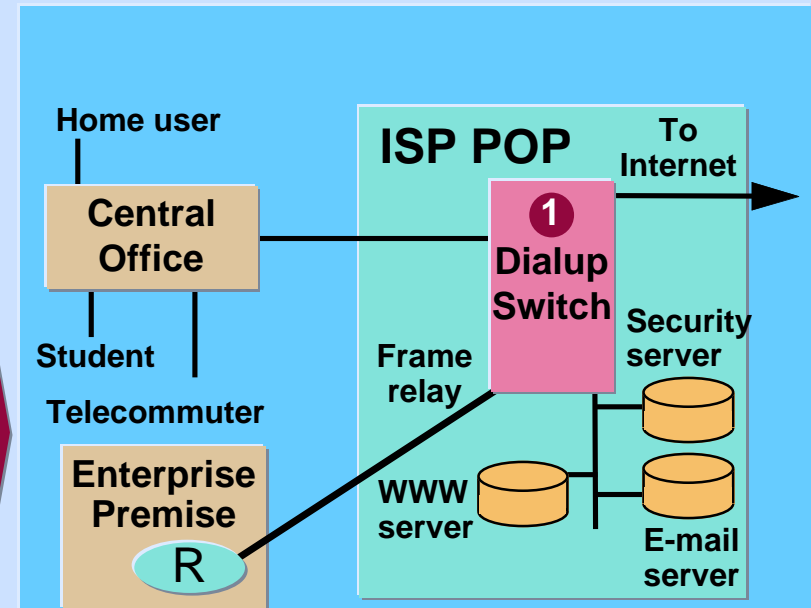 Home user
ISP POP
To
Internet
Central
Office
1
Dialup
Switch
Security
server
Student
Frame
relay
Telecommuter
Enterprise
Premise
R
WWW
server
E-mail
server